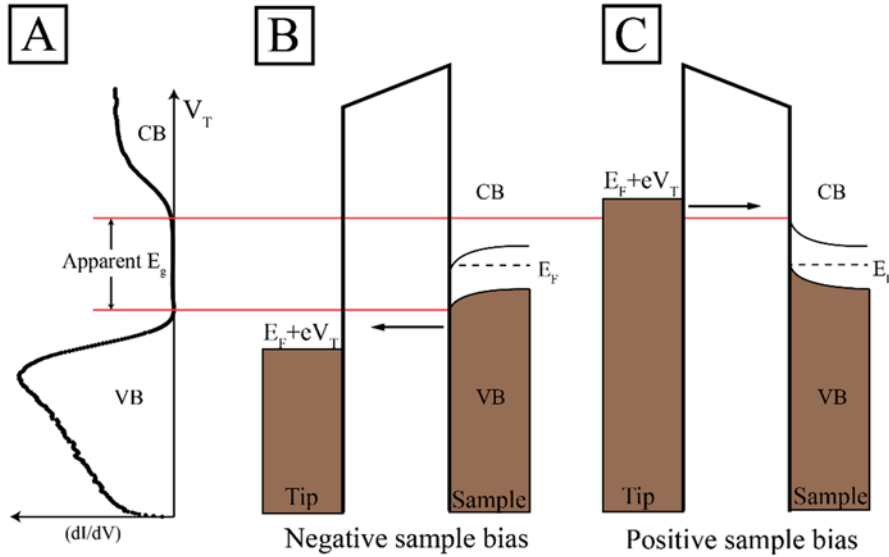 A
V_T
CB
Apparent E_g
VB
(dI/dV)
B
CB
E_F
E_F+eV_T
VB
Tip
Sample
Negative sample bias
C
E_F+eV_T
CB
E_F
VB
Tip
Sample
Positive sample bias